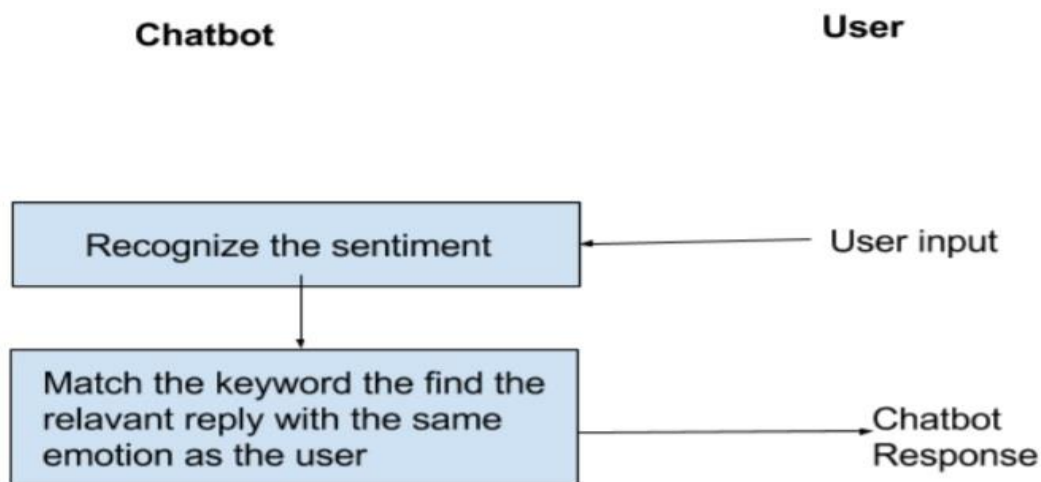 Chatbot
User
Recognize the sentiment
User input
Match the keyword the find the
relavant reply with the same
emotion as the user
Chatbot
Response